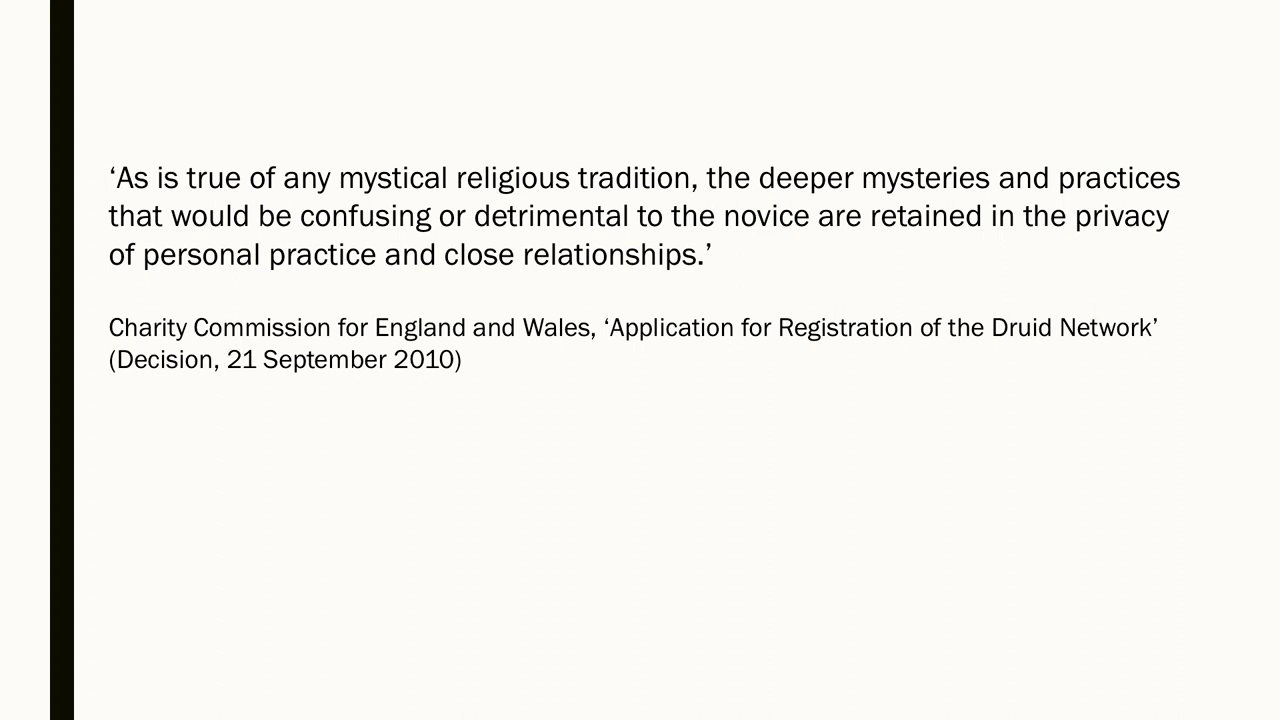 ‘As is true of any mystical religious tradition, the deeper mysteries and practices
that would be confusing or detrimental to the novice are retained in the privacy
of personal practice and close relationships.’
Charity Commission for England and Wales, ‘Application for Registration of the Druid Network’
(Decision, 21 September 2010)